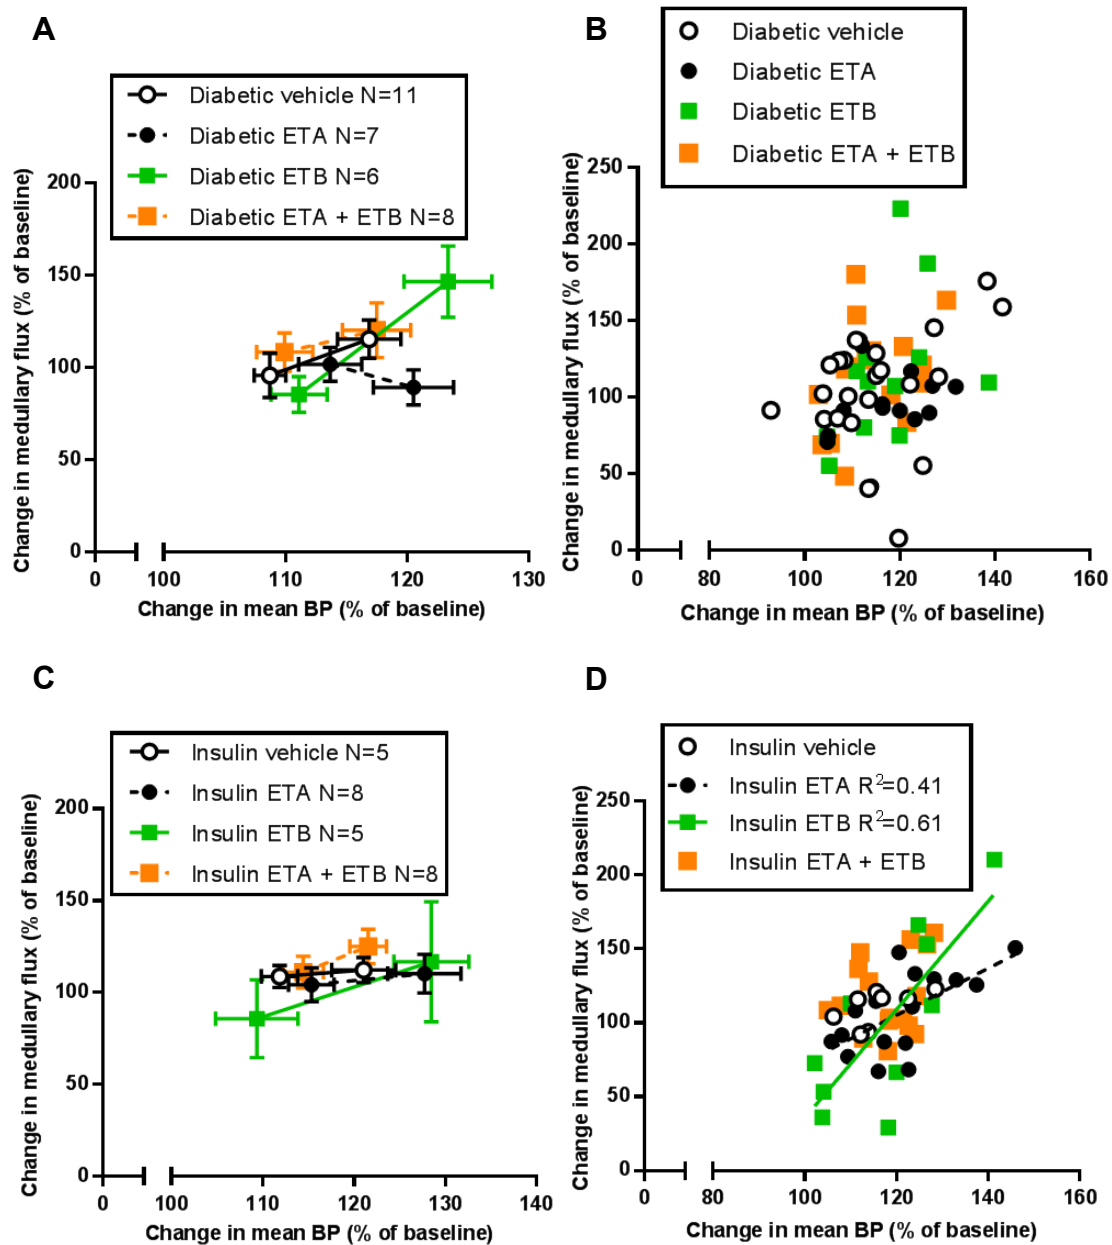 A
Diabetic vehicle N=11
Diabetic ETA N=7
Diabetic ETB N=6
Diabetic ETA + ETB N=8
Change in medullary flux (% of baseline)
200
150
100
50
0
0 100 110 120 130
Change in mean BP (% of baseline)
B
Diabetic vehicle
Diabetic ETA
Diabetic ETB
Diabetic ETA + ETB
Change in medullary flux (% of baseline)
250
200
150
100
50
0
0 80 100 120 140 160
Change in mean BP (% of baseline)
C
Insulin vehicle N=5
Insulin ETA N=8
Insulin ETB N=5
Insulin ETA + ETB N=8
Change in medullary flux (% of baseline)
200
150
100
50
0
0 100 110 120 130 140
Change in mean BP (% of baseline)
D
Insulin vehicle
Insulin ETA R²=0.41
Insulin ETB R²=0.61
Insulin ETA + ETB
Change in medullary flux (% of baseline)
250
200
150
100
50
0
0 80 100 120 140 160
Change in mean BP (% of baseline)